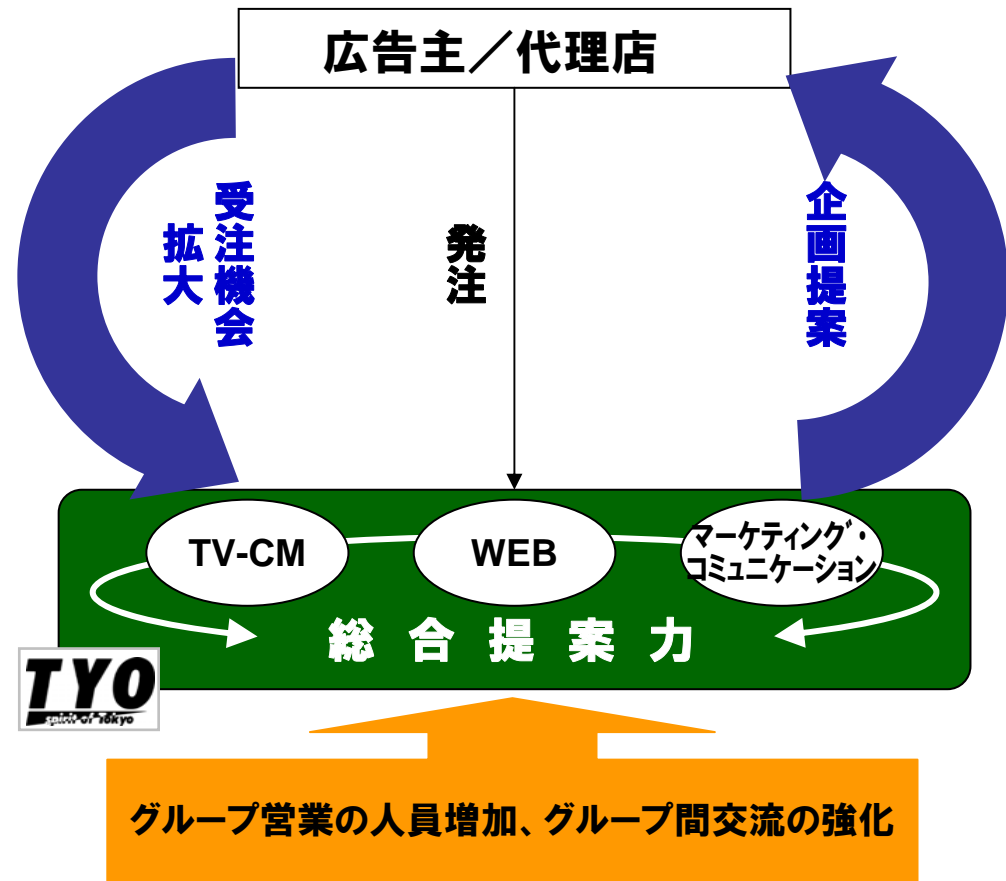 広告主／代理店
受注機会
拡大
発注
企画提案
TV-CM
WEB
マーケティング・
コミュニケーション
総合提案力
TYO
spirit of Tokyo
グループ営業の人員増加、グループ間交流の強化